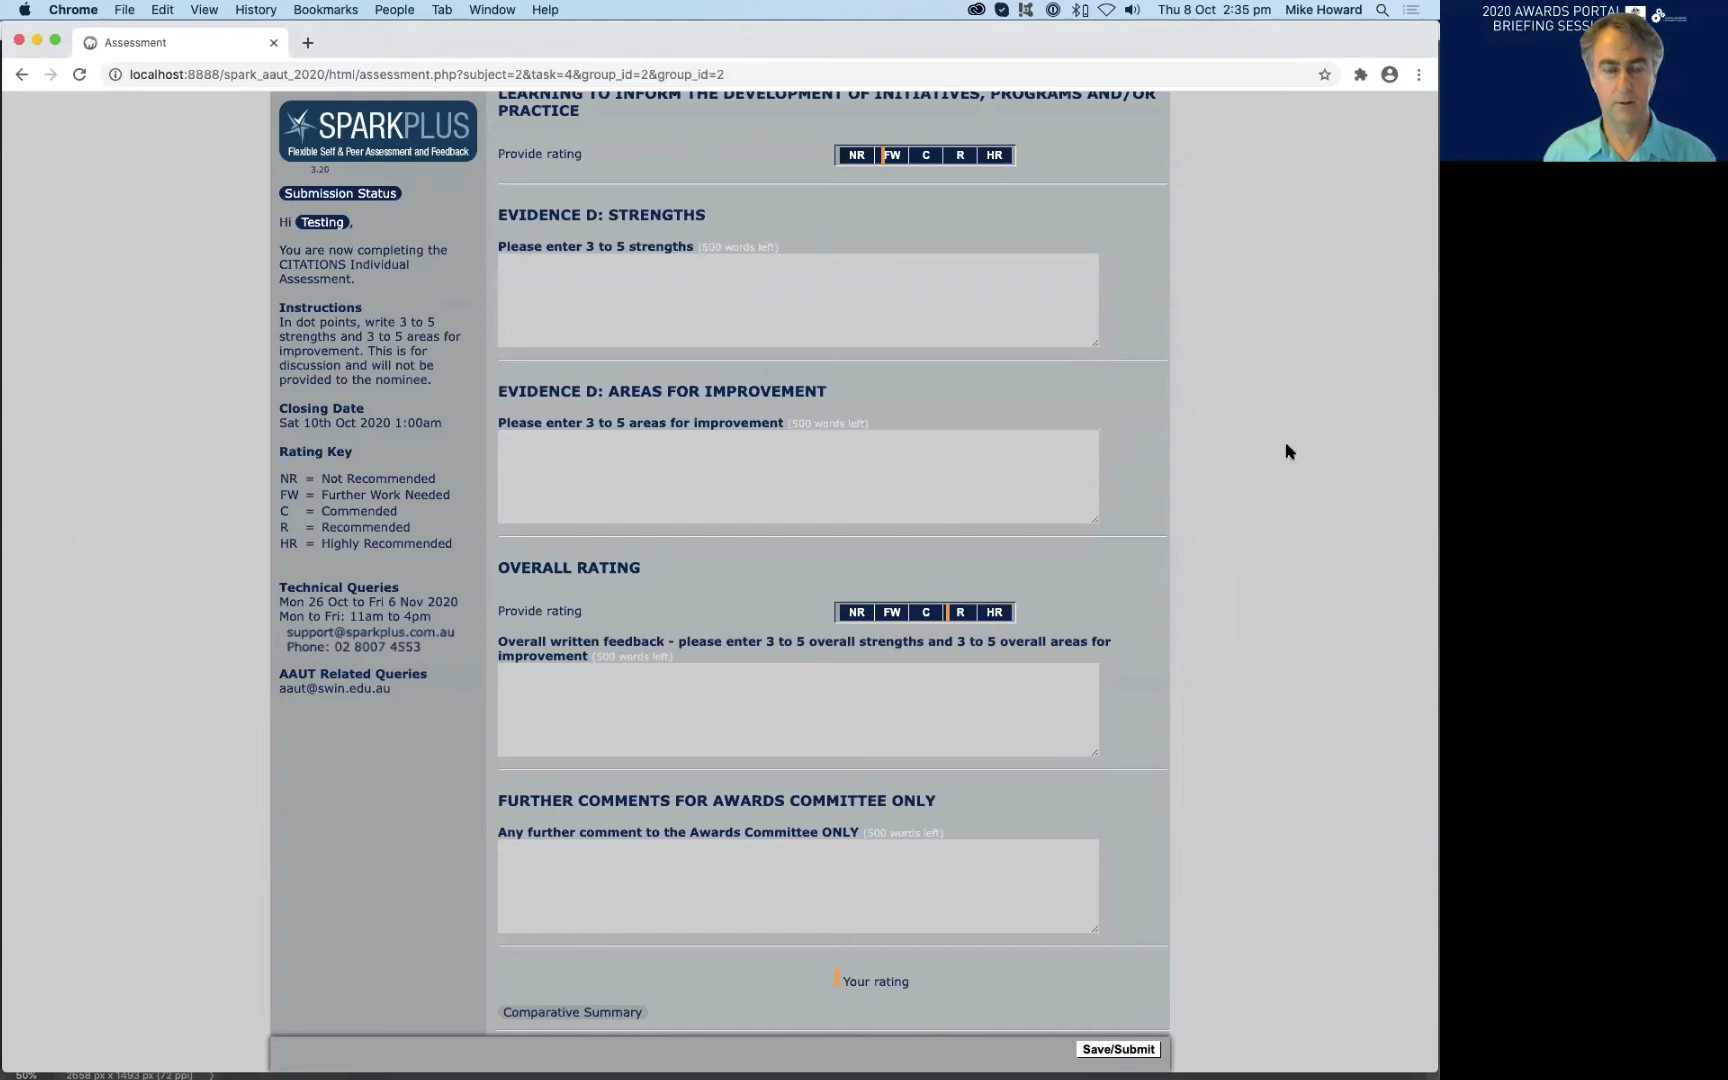 Chrome File Edit View History Bookmarks People Tab Window Help Thu 8 Oct 2:35 pm Mike Howard
2020 AWARDS PORTAL
BRIEFING SESS
Assessment
localhost:8888/spark_aaut_2020/html/assessment.php?subject=2&task=4&group_id=2&group_id=2
SPARKPLUS
Flexible Self & Peer Assessment and Feedback
3.20
Submission Status
Hi Testing,
You are now completing the
CITATIONS Individual
Assessment.
Instructions
In dot points, write 3 to 5
strengths and 3 to 5 areas for
improvement. This is for
discussion and will not be
provided to the nominee.
Closing Date
Sat 10th Oct 2020 1:00am
Rating Key
NR = Not Recommended
FW = Further Work Needed
C = Commended
R = Recommended
HR = Highly Recommended
Technical Queries
Mon 26 Oct to Fri 6 Nov 2020
Mon to Fri: 11am to 4pm
support@sparkplus.com.au
Phone: 02 8007 4553
AAUT Related Queries
aaut@swin.edu.au
LEARNING TO INFORM THE DEVELOPMENT OF INITIATIVES, PROGRAMS AND/OR
PRACTICE
Provide rating NR FW C R HR
EVIDENCE D: STRENGTHS
Please enter 3 to 5 strengths (500 words left)
EVIDENCE D: AREAS FOR IMPROVEMENT
Please enter 3 to 5 areas for improvement (500 words left)
OVERALL RATING
Provide rating NR FW C R HR
Overall written feedback - please enter 3 to 5 overall strengths and 3 to 5 overall areas for
improvement (500 words left)
FURTHER COMMENTS FOR AWARDS COMMITTEE ONLY
Any further comment to the Awards Committee ONLY (500 words left)
Your rating
Comparative Summary
Save/Submit
50% 2658 px x 1493 px (72 ppi)